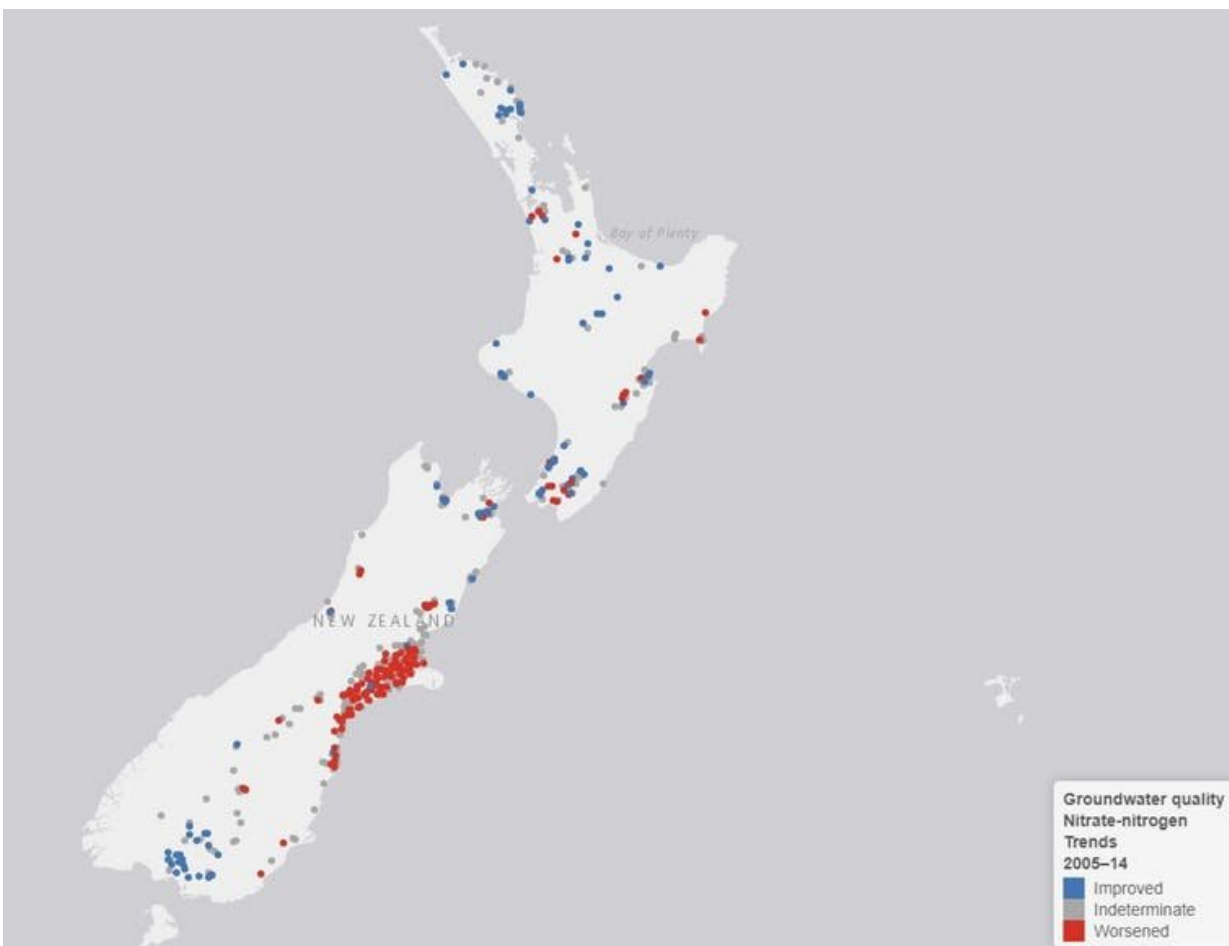 Bay of Plenty
NEW ZEALAND
Groundwater quality
Nitrate-nitrogen
Trends
2005–14
Improved
Indeterminate
Worsened